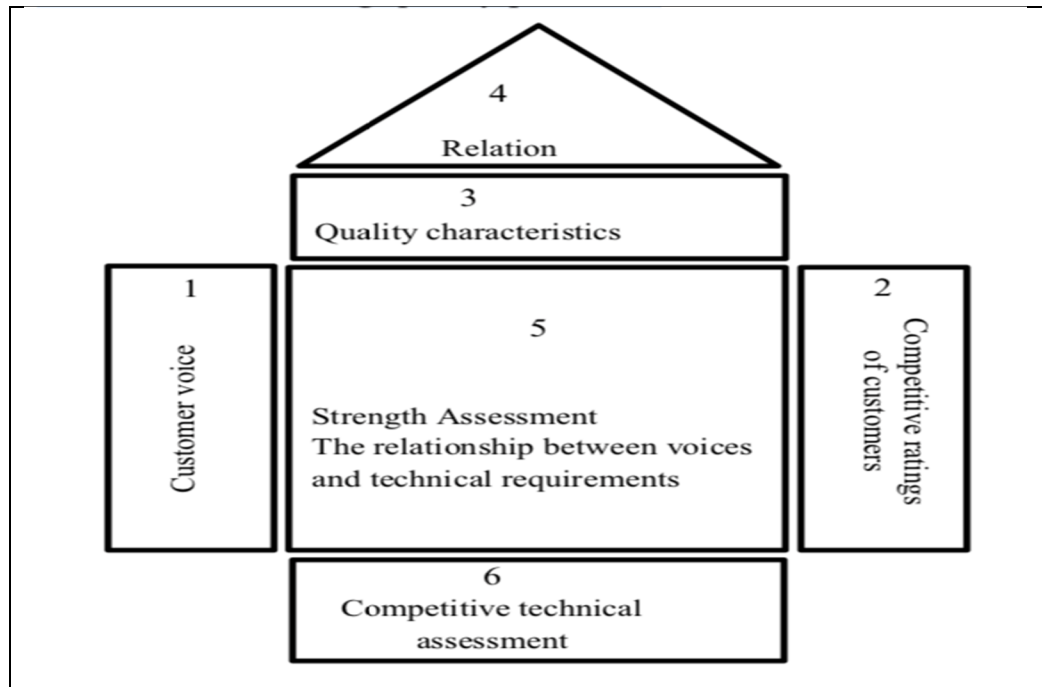 4
Relation
3
Quality characteristics
1
Customer voice
5
Strength Assessment
The relationship between voices
and technical requirements
2
Competitive ratings
of customers
6
Competitive technical
assessment